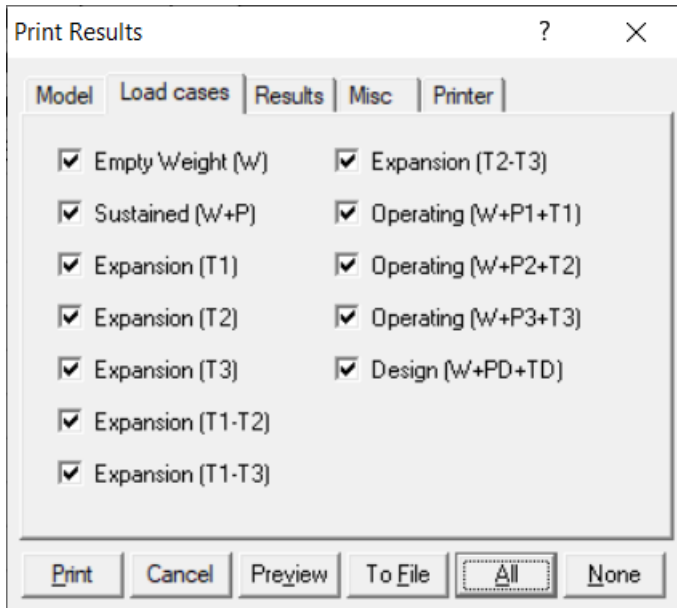 Print Results ?
Model Load cases Results Misc Printer
Empty Weight (W)
Sustained (W+P)
Expansion (T1)
Expansion (T2)
Expansion (T3)
Expansion (T1-T2)
Expansion (T1-T3)
Expansion (T2-T3)
Operating (W+P1+T1)
Operating (W+P2+T2)
Operating (W+P3+T3)
Design (W+PD+TD)
Print Cancel Preview To File All None